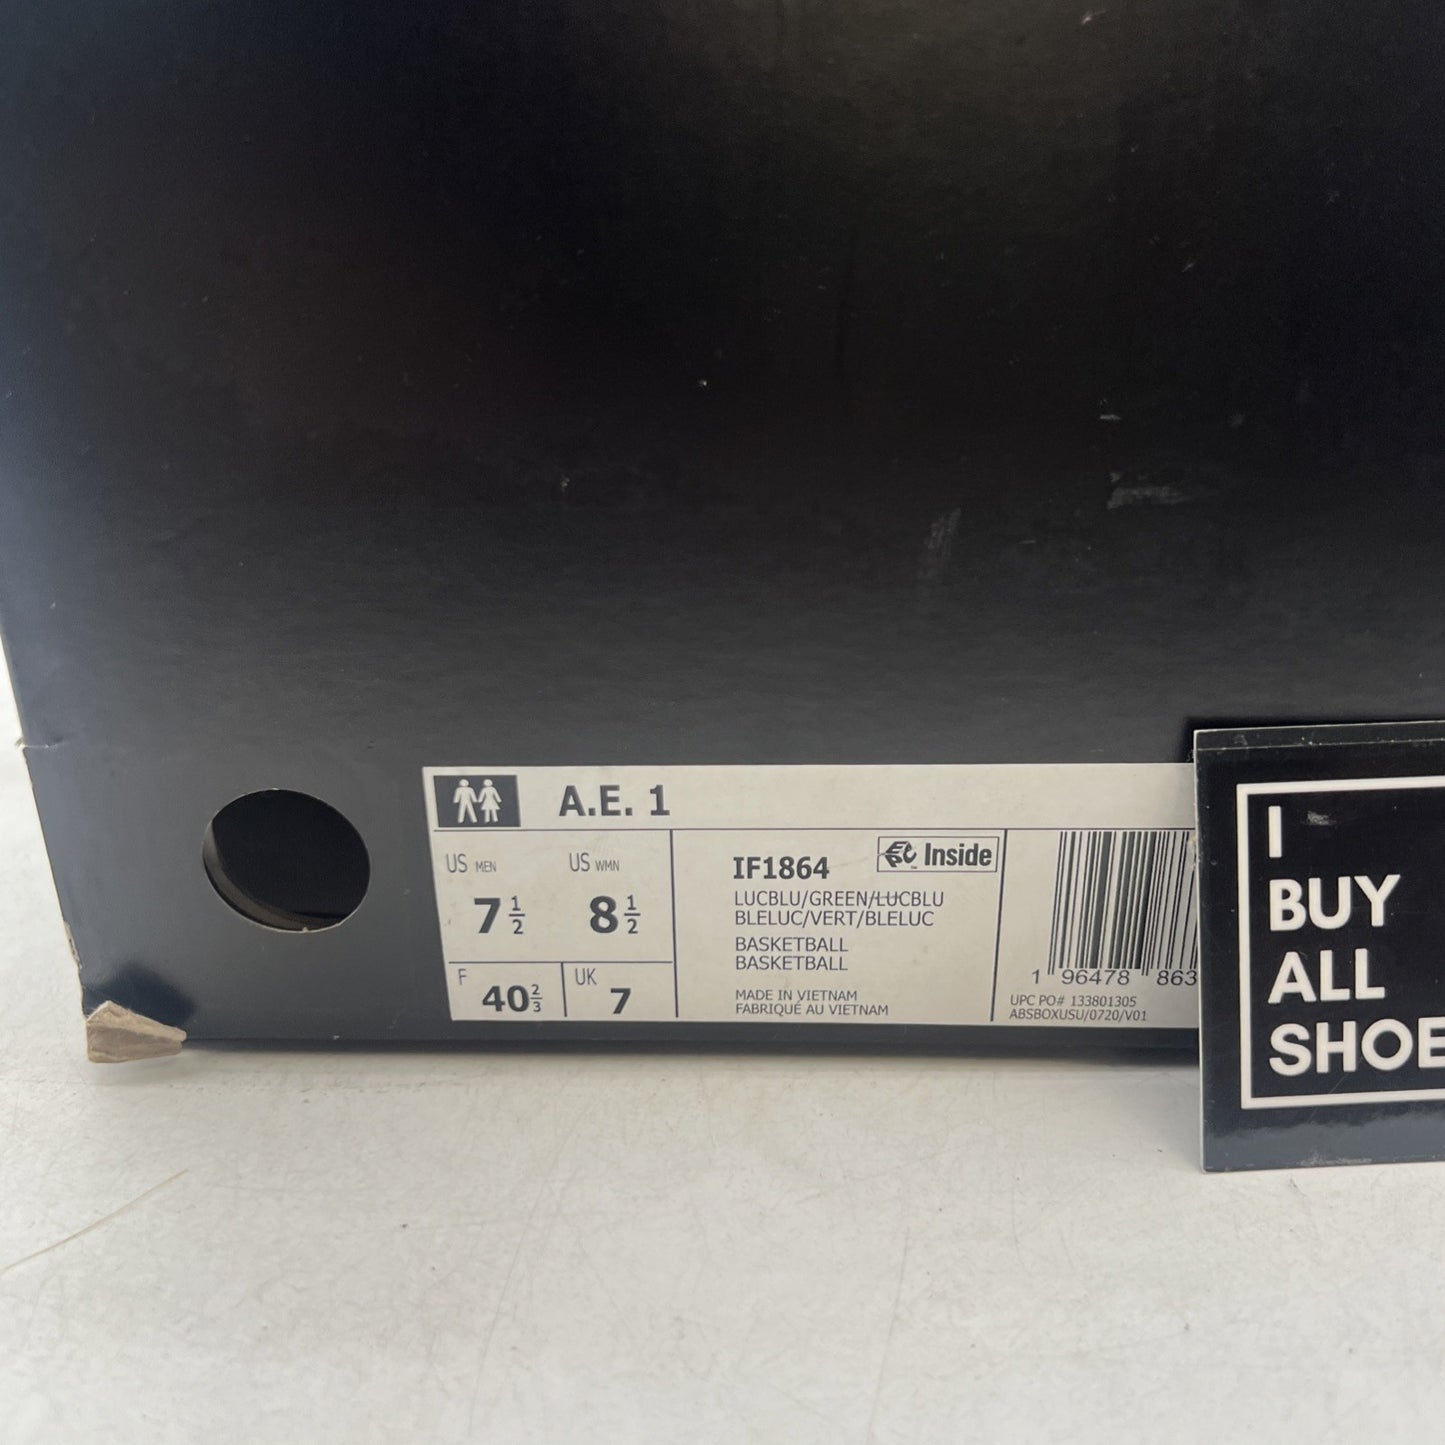 A.E. 1
US MEN
US WMN
7 1/2
8 1/2
F 40 2/3
UK 7
IF1864
Inside
LUCBLU/GREEN/LUCBLU
BLELUC/VERT/BLELUC
BASKETBALL
BASKETBALL
MADE IN VIETNAM
FABRIQUÉ AU VIETNAM
1 96478 863
UPC PO# 133801305
ABSBOXUSU/0720/V01
I
BUY
ALL
SHOE